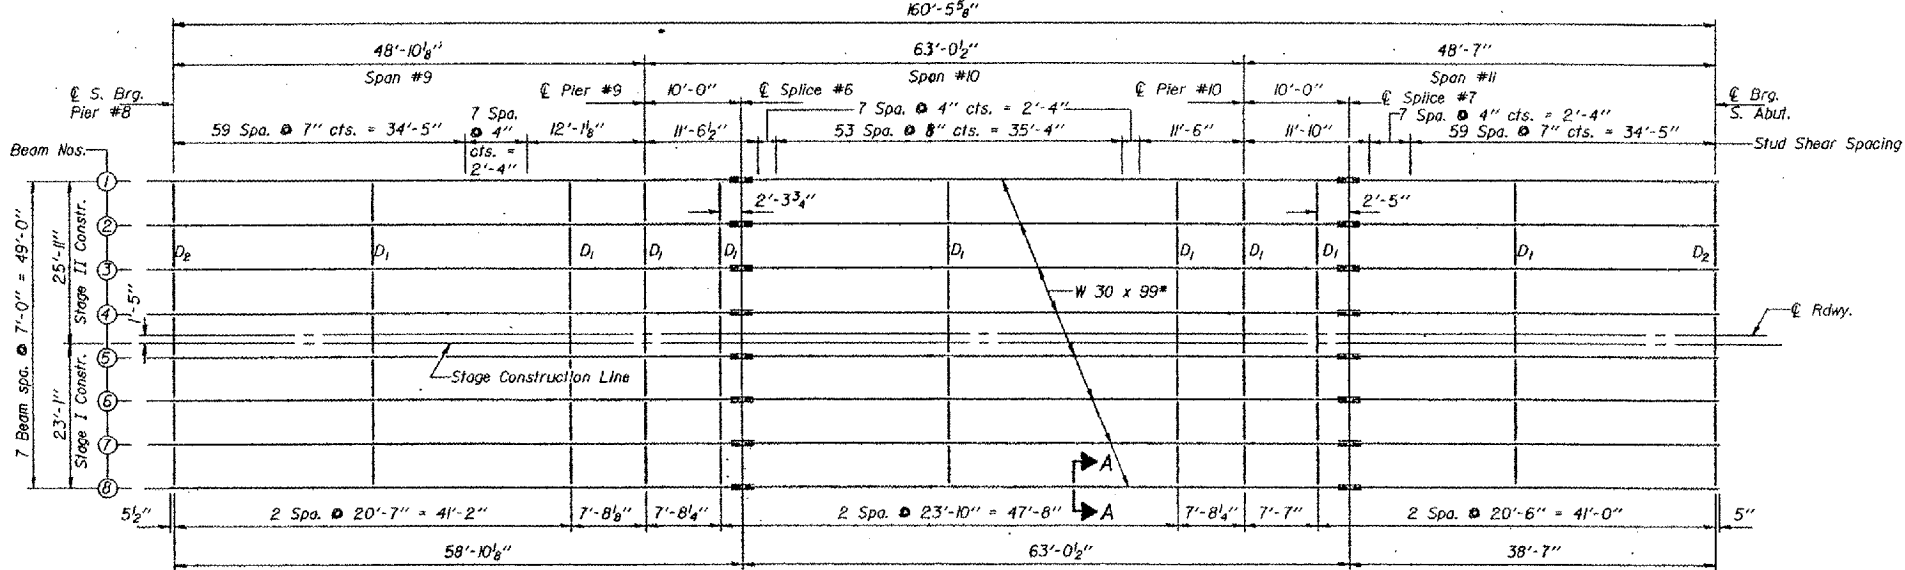 160'-5⅝"
48'-10⅛" 63'-0½" 48'-7"
Span #9 Span #10 Span #11
℄ S. Brg. Pier #8
℄ Pier #9
10'-0"
℄ Splice #6
7 Spa. @ 4" cts. = 2'-4"
℄ Pier #10
10'-0"
℄ Splice #7
7 Spa. @ 4" cts. = 2'-4"
℄ Brg. S. Abut.
59 Spa. @ 7" cts. = 34'-5"
7 Spa. @ 4" cts. = 2'-4"
12'-1⅛"
11'-6½"
53 Spa. @ 8" cts. = 35'-4"
11'-6"
11'-10"
59 Spa. @ 7" cts. = 34'-5"
Stud Shear Spacing
Beam Nos.
1
2
3
4
5
6
7
8
2'-3¾"
2'-5"
D₂ D₁ D₁ D₁ D₁ D₁ D₁ D₁ D₁ D₁ D₂
W 30 x 99#
7 Beam spa. @ 7'-0" = 49'-0"
25'-11"
Stage II Constr.
1'-5"
23'-1"
Stage I Constr.
℄ Rdwy.
Stage Construction Line
A
A
5½"
2 Spa. @ 20'-7" = 41'-2"
7'-8⅛"
7'-8¼"
2 Spa. @ 23'-10" = 47'-8"
7'-8¼"
7'-7"
2 Spa. @ 20'-6" = 41'-0"
5"
58'-10⅛" 63'-0½" 38'-7"